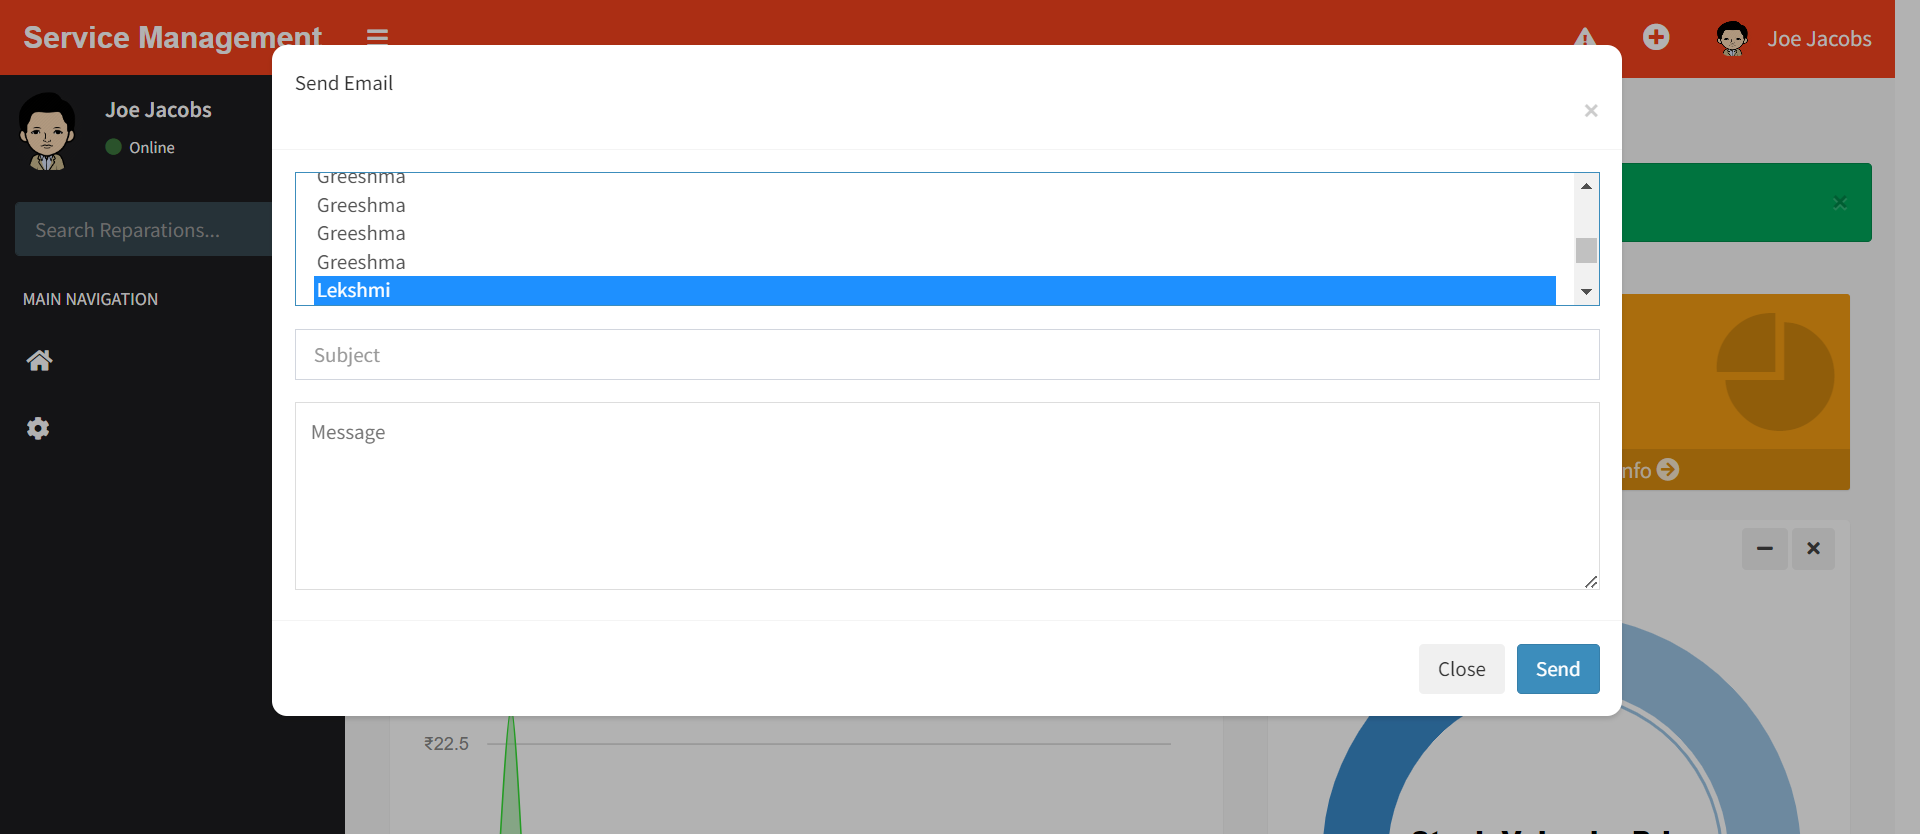 Service Management
Joe Jacobs
Joe Jacobs
Online
Search Reparations...
MAIN NAVIGATION
Send Email
×
Greeshma
Greeshma
Greeshma
Greeshma
Lekshmi
Subject
Message
Close
Send
nfo
₹22.5